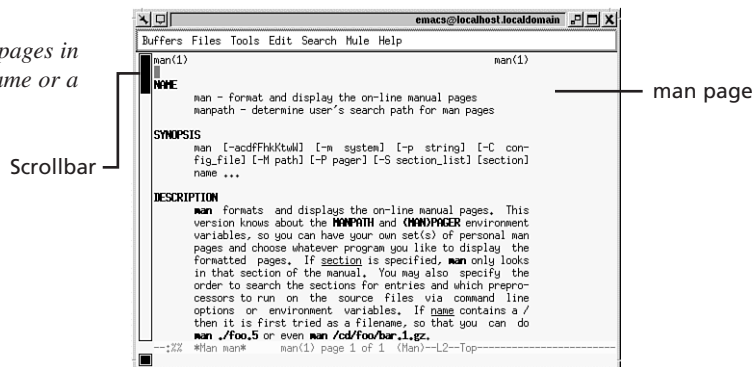 emacs@localhost.localdomain
Buffers Files Tools Edit Search Mule Help
pages in
ame or a
man(1) man(1)
NAME
man - format and display the on-line manual pages
manpath - determine user's search path for man pages
man page
SYNOPSIS
man [-acdfFhkKtwW] [-m system] [-p string] [-C con-
fig_file] [-M path] [-P pager] [-S section_list] [section]
name ...
Scrollbar
DESCRIPTION
man formats and displays the on-line manual pages. This
version knows about the MANPATH and (MAN)PAGER environment
variables, so you can have your own set(s) of personal man
pages and choose whatever program you like to display the
formatted pages. If section is specified, man only looks
in that section of the manual. You may also specify the
order to search the sections for entries and which prepro-
cessors to run on the source files via command line
options or environment variables. If name contains a /
then it is first tried as a filename, so that you can do
man ./foo.5 or even man /cd/foo/bar.1.gz.
--:%% *Man man* man(1) page 1 of 1 (Man)--L2--Top-----------------------